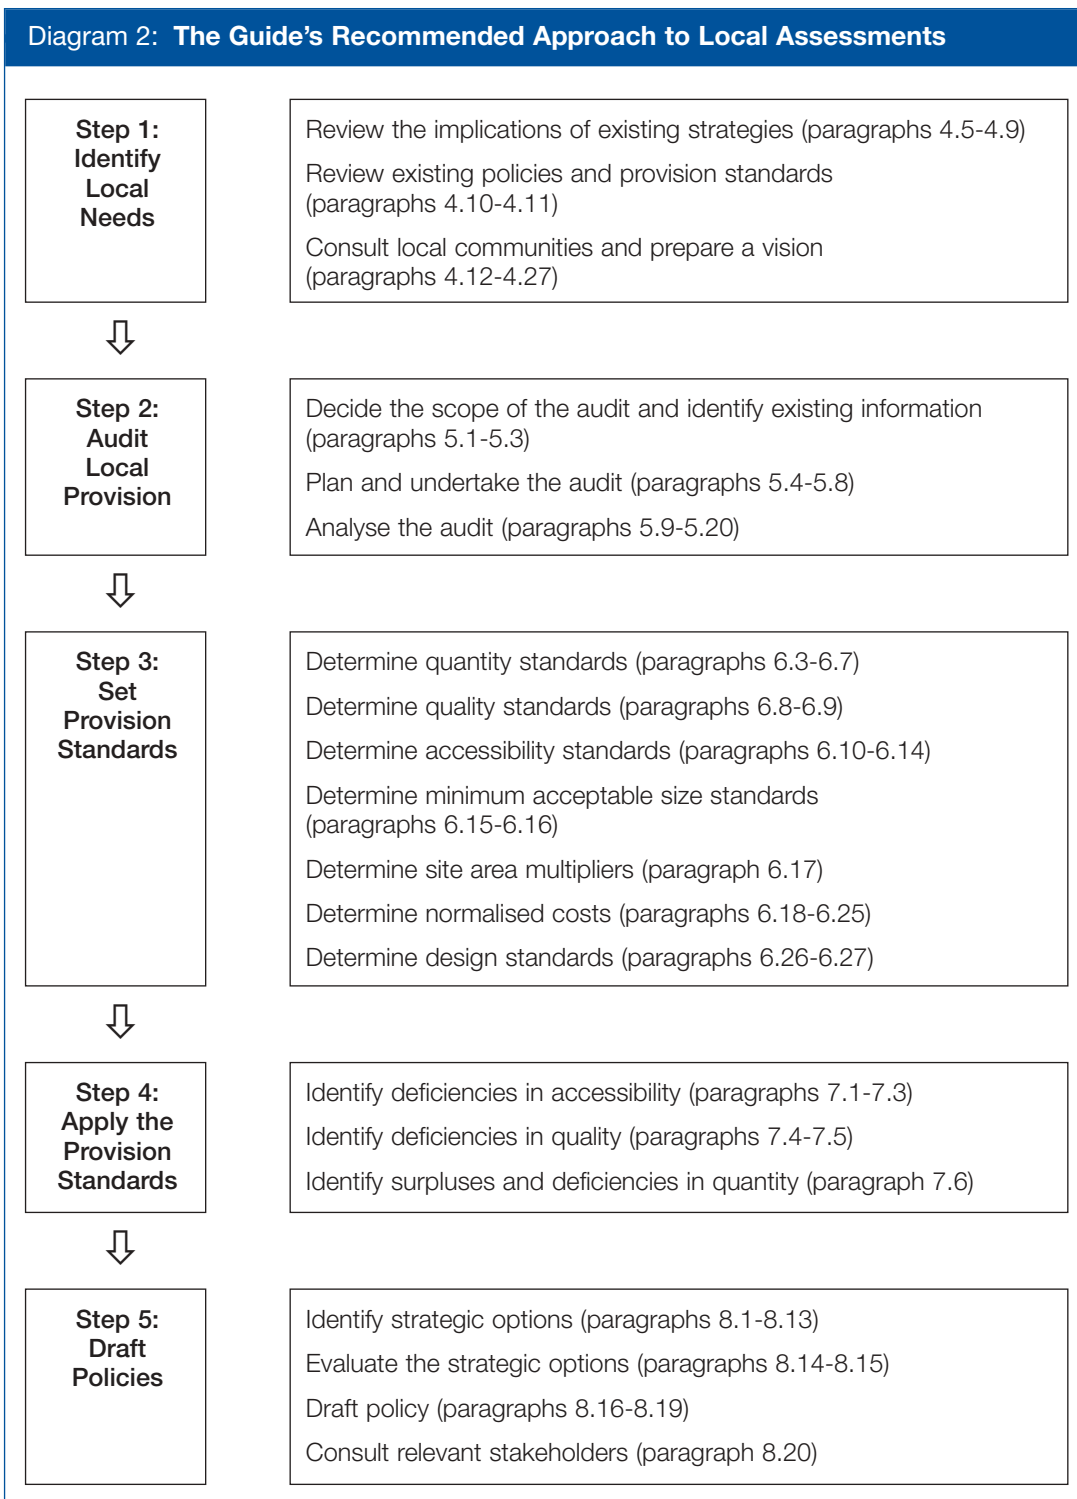 Diagram 2: The Guide's Recommended Approach to Local Assessments
Step 1:
Identify
Local
Needs
Review the implications of existing strategies (paragraphs 4.5-4.9)
Review existing policies and provision standards
(paragraphs 4.10-4.11)
Consult local communities and prepare a vision
(paragraphs 4.12-4.27)
Step 2:
Audit
Local
Provision
Decide the scope of the audit and identify existing information
(paragraphs 5.1-5.3)
Plan and undertake the audit (paragraphs 5.4-5.8)
Analyse the audit (paragraphs 5.9-5.20)
Step 3:
Set
Provision
Standards
Determine quantity standards (paragraphs 6.3-6.7)
Determine quality standards (paragraphs 6.8-6.9)
Determine accessibility standards (paragraphs 6.10-6.14)
Determine minimum acceptable size standards
(paragraphs 6.15-6.16)
Determine site area multipliers (paragraph 6.17)
Determine normalised costs (paragraphs 6.18-6.25)
Determine design standards (paragraphs 6.26-6.27)
Step 4:
Apply the
Provision
Standards
Identify deficiencies in accessibility (paragraphs 7.1-7.3)
Identify deficiencies in quality (paragraphs 7.4-7.5)
Identify surpluses and deficiencies in quantity (paragraph 7.6)
Step 5:
Draft
Policies
Identify strategic options (paragraphs 8.1-8.13)
Evaluate the strategic options (paragraphs 8.14-8.15)
Draft policy (paragraphs 8.16-8.19)
Consult relevant stakeholders (paragraph 8.20)